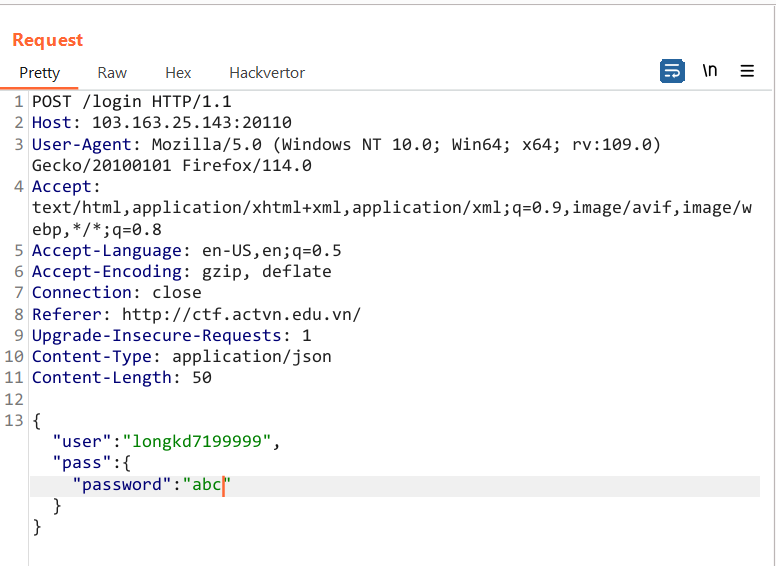 Request
Pretty Raw Hex Hackvertor \n
1 POST /login HTTP/1.1
2 Host: 103.163.25.143:20110
3 User-Agent: Mozilla/5.0 (Windows NT 10.0; Win64; x64; rv:109.0)
Gecko/20100101 Firefox/114.0
4 Accept:
text/html,application/xhtml+xml,application/xml;q=0.9,image/avif,image/w
ebp,*/*;q=0.8
5 Accept-Language: en-US,en;q=0.5
6 Accept-Encoding: gzip, deflate
7 Connection: close
8 Referer: http://ctf.actvn.edu.vn/
9 Upgrade-Insecure-Requests: 1
10 Content-Type: application/json
11 Content-Length: 50
12
13 {
"user":"longkd7199999",
"pass":{
"password":"abc"
}
}